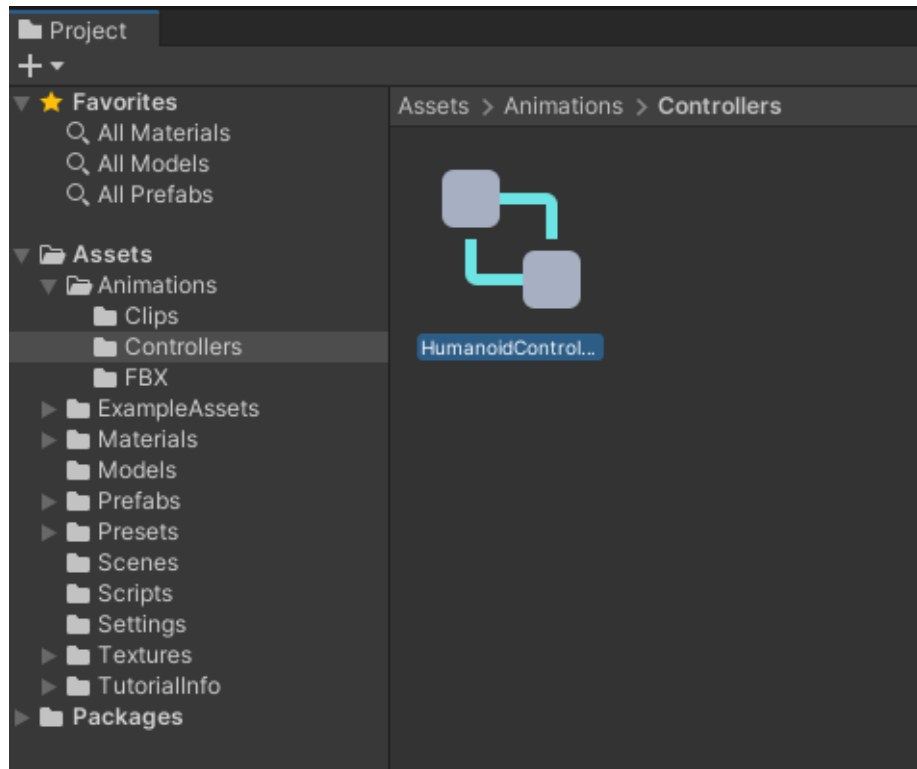 Project
Favorites
All Materials
All Models
All Prefabs
Assets
Animations
Clips
Controllers
FBX
ExampleAssets
Materials
Models
Prefabs
Presets
Scenes
Scripts
Settings
Textures
TutorialInfo
Packages
Assets > Animations > Controllers
HumanoidControl...